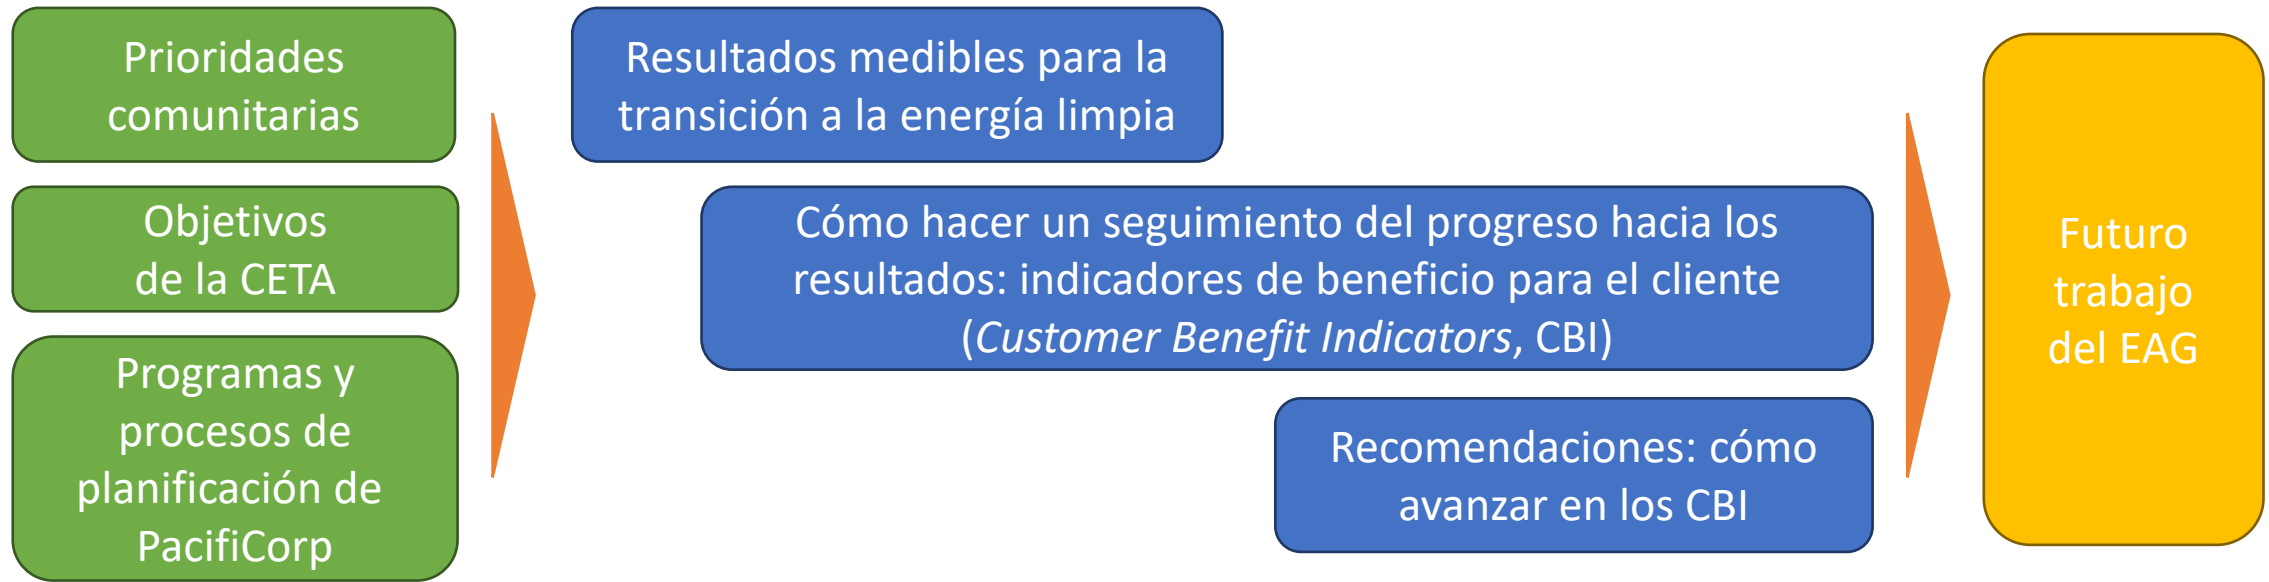 Prioridades
comunitarias
Objetivos
de la CETA
Programas y
procesos de
planificación de
PacifiCorp
Resultados medibles para la
transición a la energía limpia
Cómo hacer un seguimiento del progreso hacia los
resultados: indicadores de beneficio para el cliente
(Customer Benefit Indicators, CBI)
Recomendaciones: cómo
avanzar en los CBI
Futuro
trabajo
del EAG